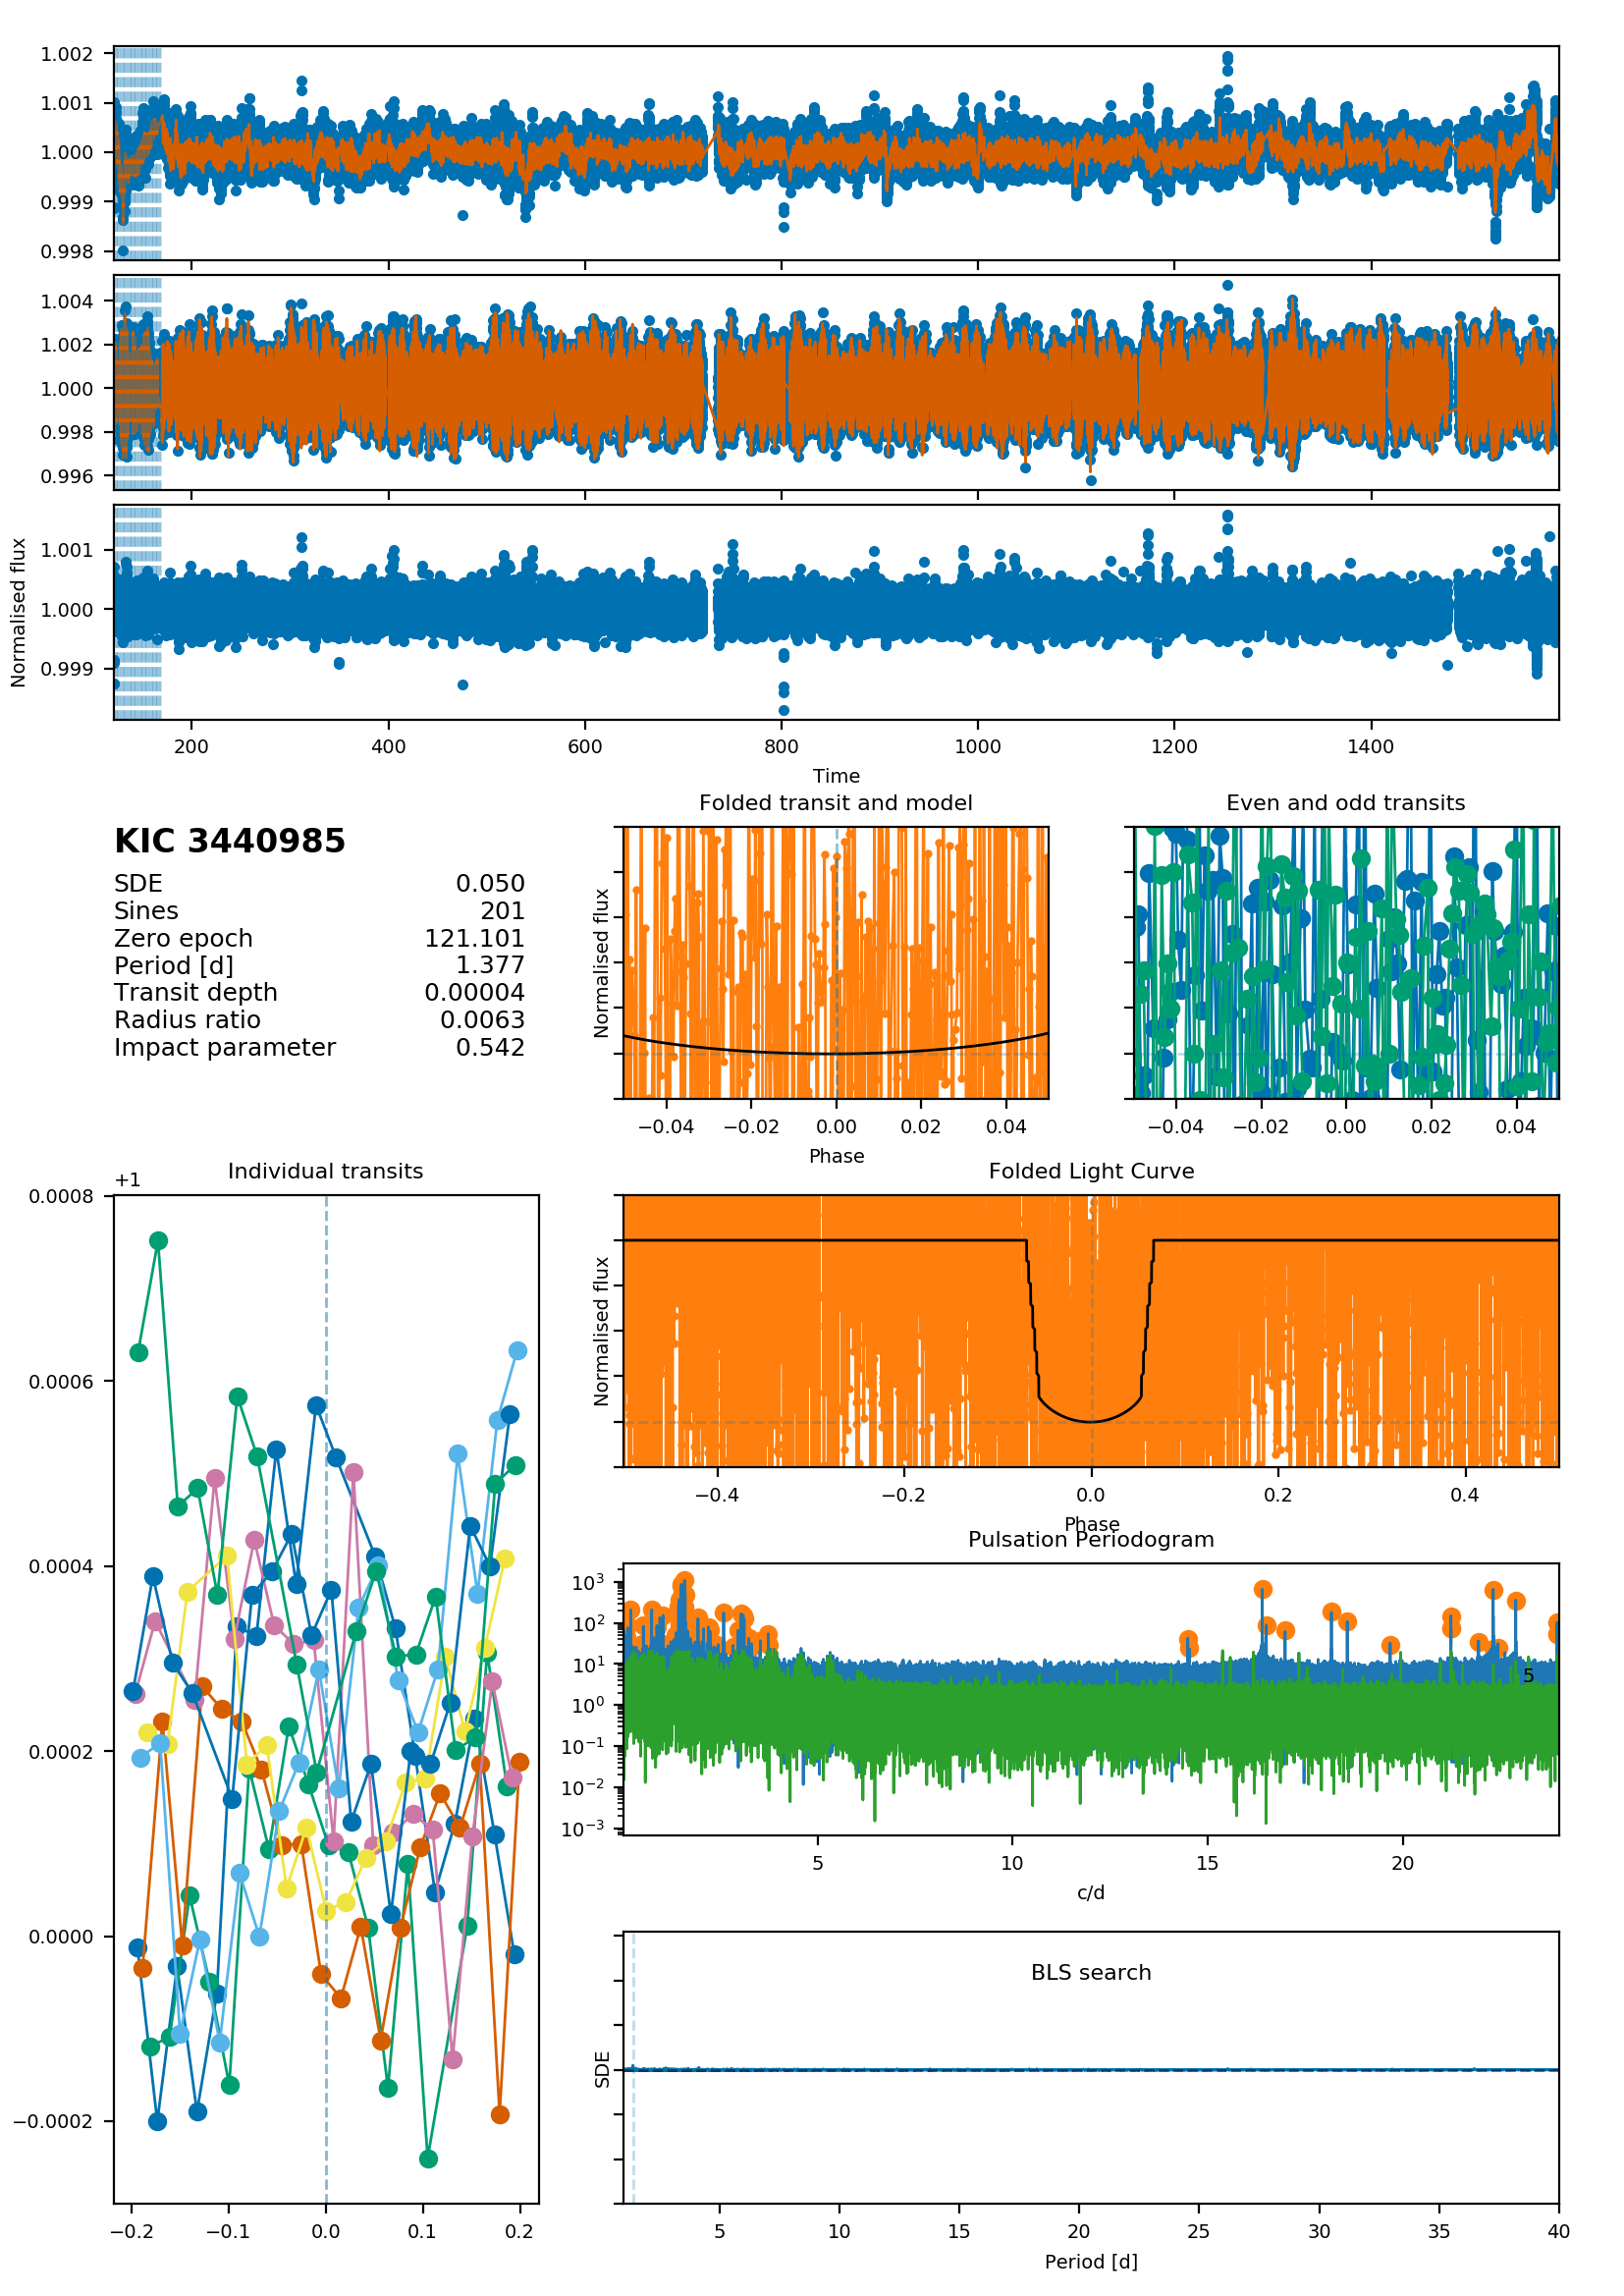 1.002
1.001
1.000
0.999
0.998
1.004
1.002
1.000
0.998
0.996
1.001
1.000
0.999
Normalised flux
200 400 600 800 1000 1200 1400
Time
KIC 3440985
SDE 0.050
Sines 201
Zero epoch 121.101
Period [d] 1.377
Transit depth 0.00004
Radius ratio 0.0063
Impact parameter 0.542
Folded transit and model
Normalised flux
−0.04 −0.02 0.00 0.02 0.04
Phase
Even and odd transits
−0.04 −0.02 0.00 0.02 0.04
Individual transits
+1
0.0008
0.0006
0.0004
0.0002
0.0000
−0.0002
−0.2 −0.1 0.0 0.1 0.2
Folded Light Curve
Normalised flux
−0.4 −0.2 0.0 0.2 0.4
Phase
Pulsation Periodogram
10³
10²
10¹
10⁰
10⁻¹
10⁻²
10⁻³
5
5 10 15 20
c/d
BLS search
SDE
5 10 15 20 25 30 35 40
Period [d]